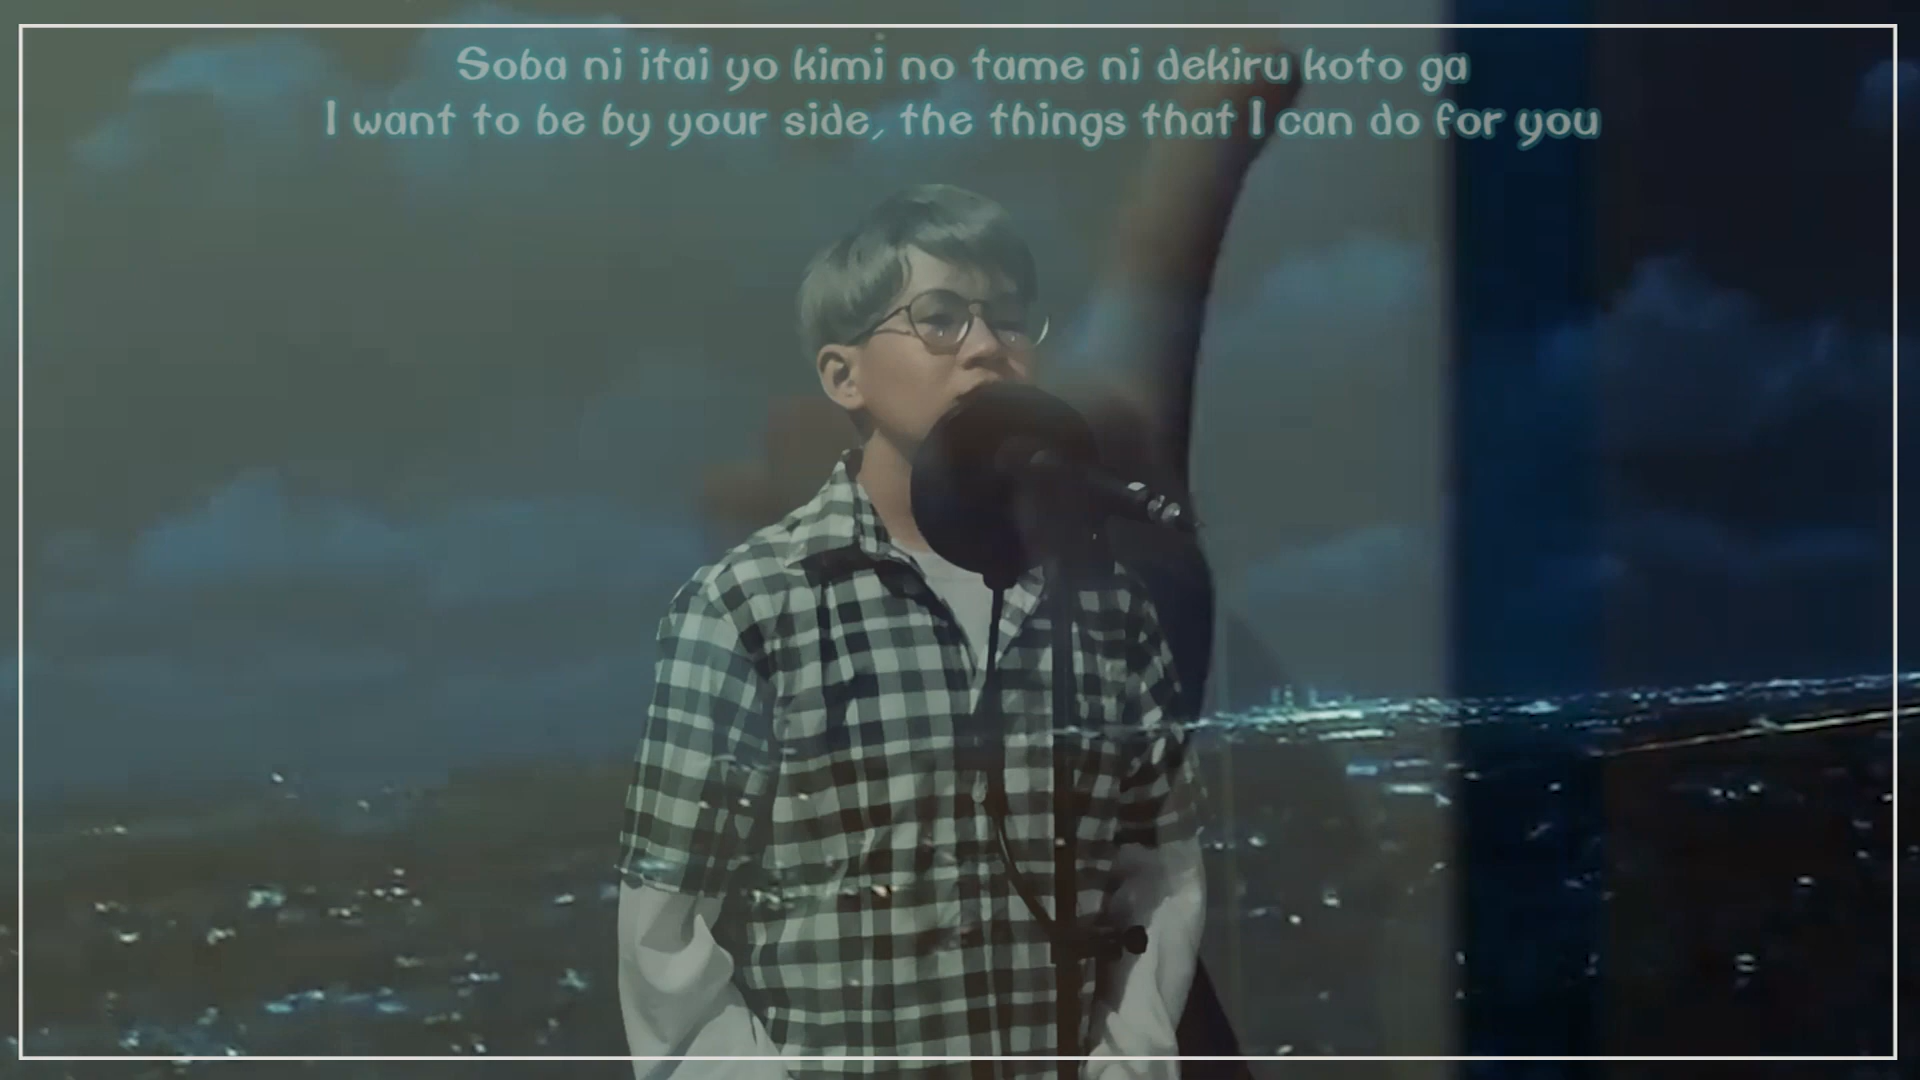 Soba ni itai yo kimi no tame ni dekiru koto ga
I want to be by your side, the things that I can do for you